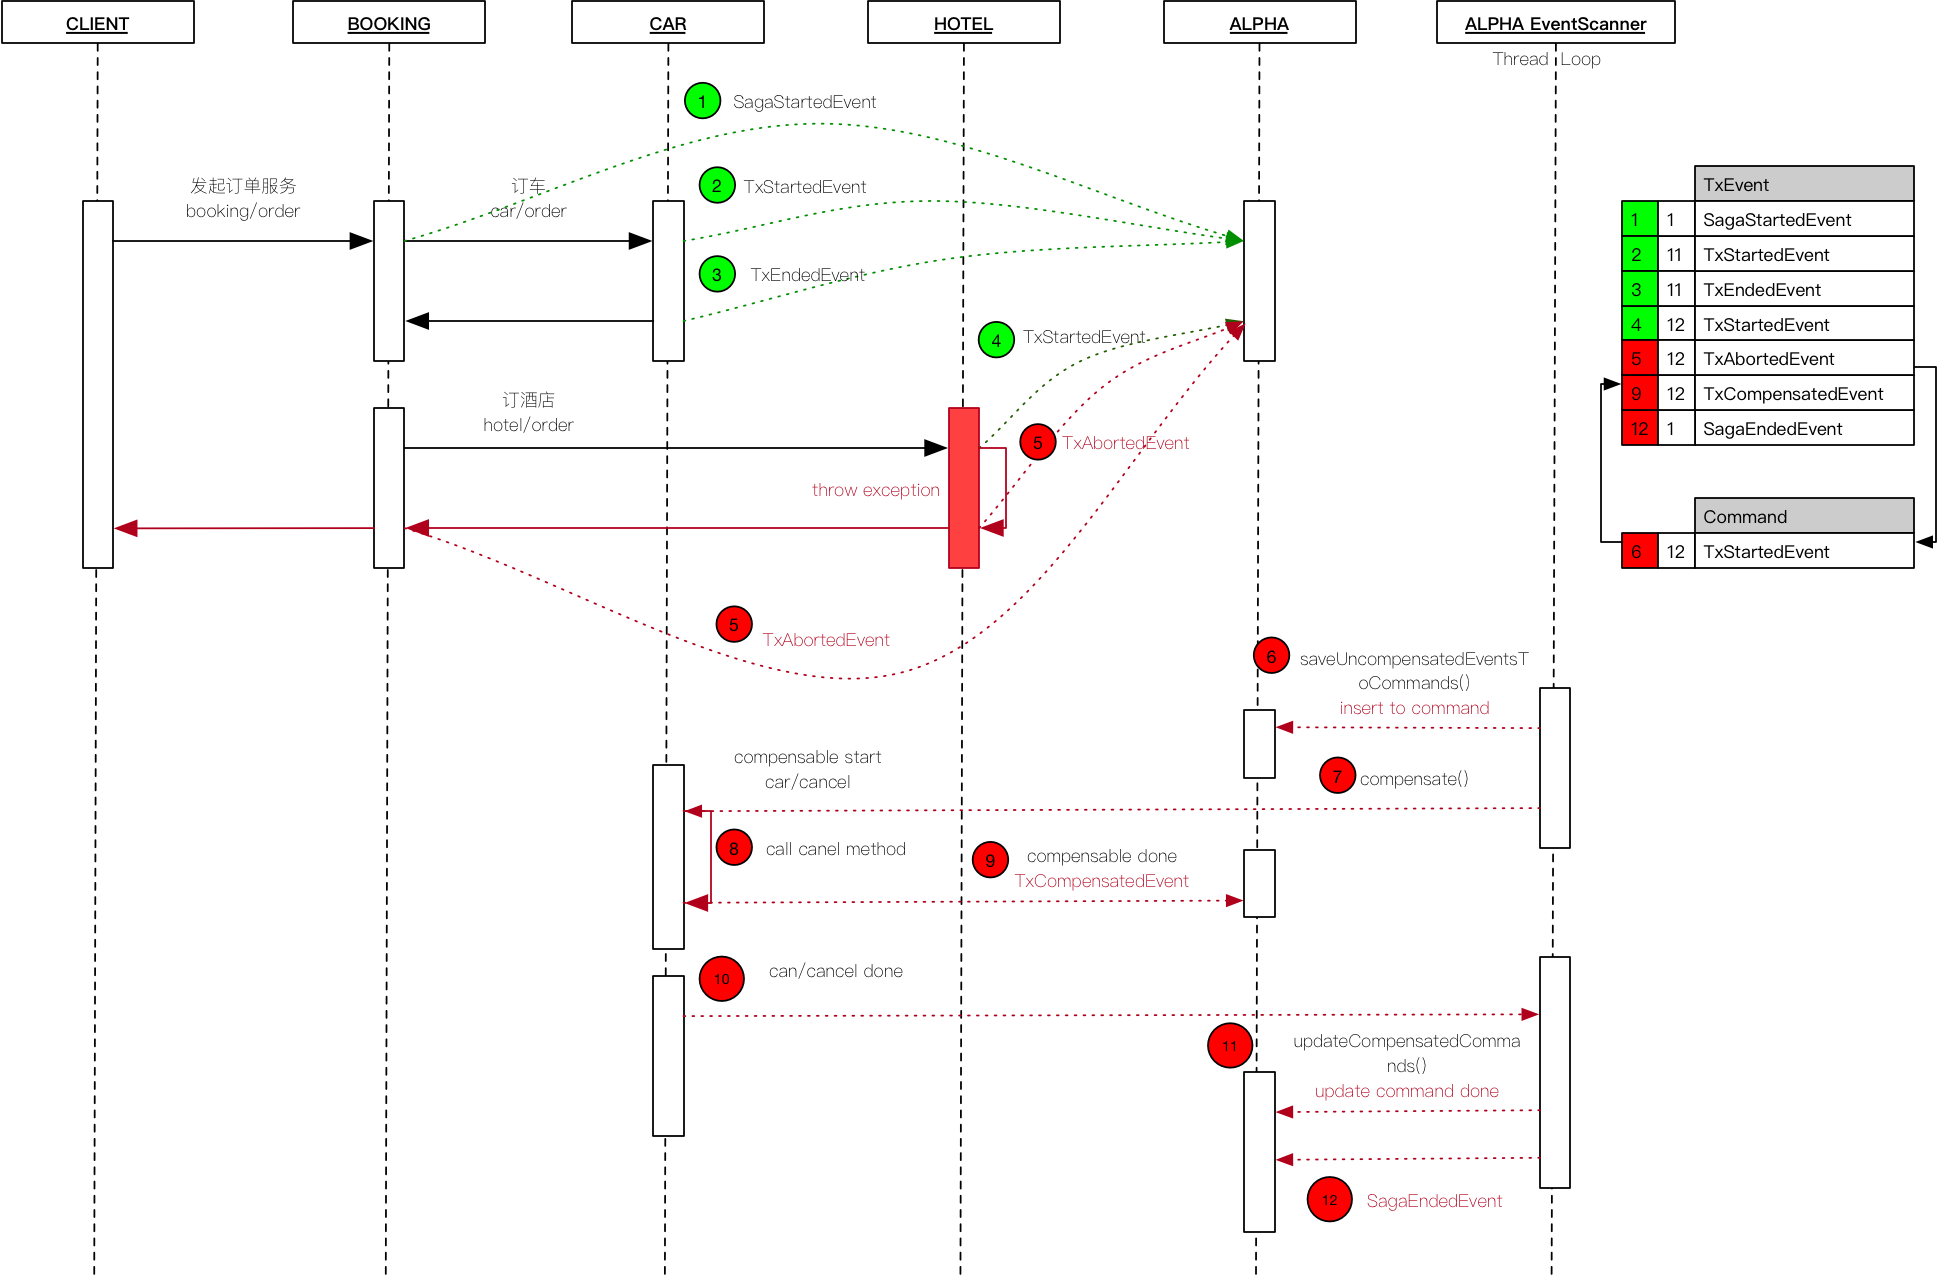 CLIENT
BOOKING
CAR
HOTEL
ALPHA
ALPHA EventScanner
Thread Loop
1
SagaStartedEvent
发起订单服务
booking/order
订车
car/order
2
TxStartedEvent
3
TxEndedEvent
4
TxStartedEvent
订酒店
hotel/order
5
TxAbortedEvent
throw exception
5
TxAbortedEvent
TxEvent
1 1 SagaStartedEvent
2 11 TxStartedEvent
3 11 TxEndedEvent
4 12 TxStartedEvent
5 12 TxAbortedEvent
9 12 TxCompensatedEvent
12 1 SagaEndedEvent
Command
6 12 TxStartedEvent
6
saveUncompensatedEventsT
oCommands()
insert to command
compensable start
car/cancel
7
compensate()
8
call canel method
9
compensable done
TxCompensatedEvent
10
can/cancel done
11
updateCompensatedComma
nds()
update command done
12
SagaEndedEvent